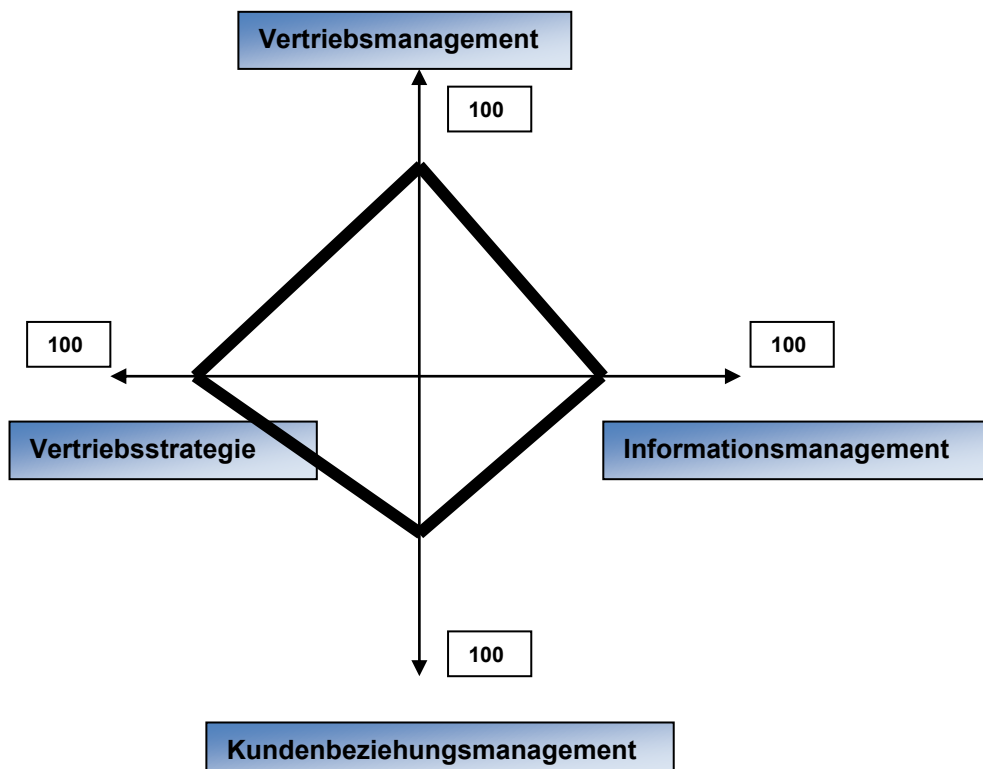 Vertriebsmanagement
100
100
100
Vertriebsstrategie
Informationsmanagement
100
Kundenbeziehungsmanagement